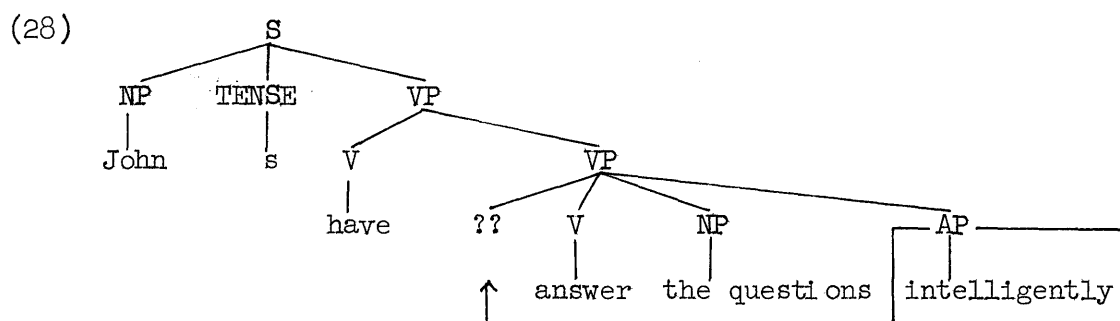 (28) S
NP TENSE VP
John s V VP
have ?? V NP AP
answer the questions intelligently